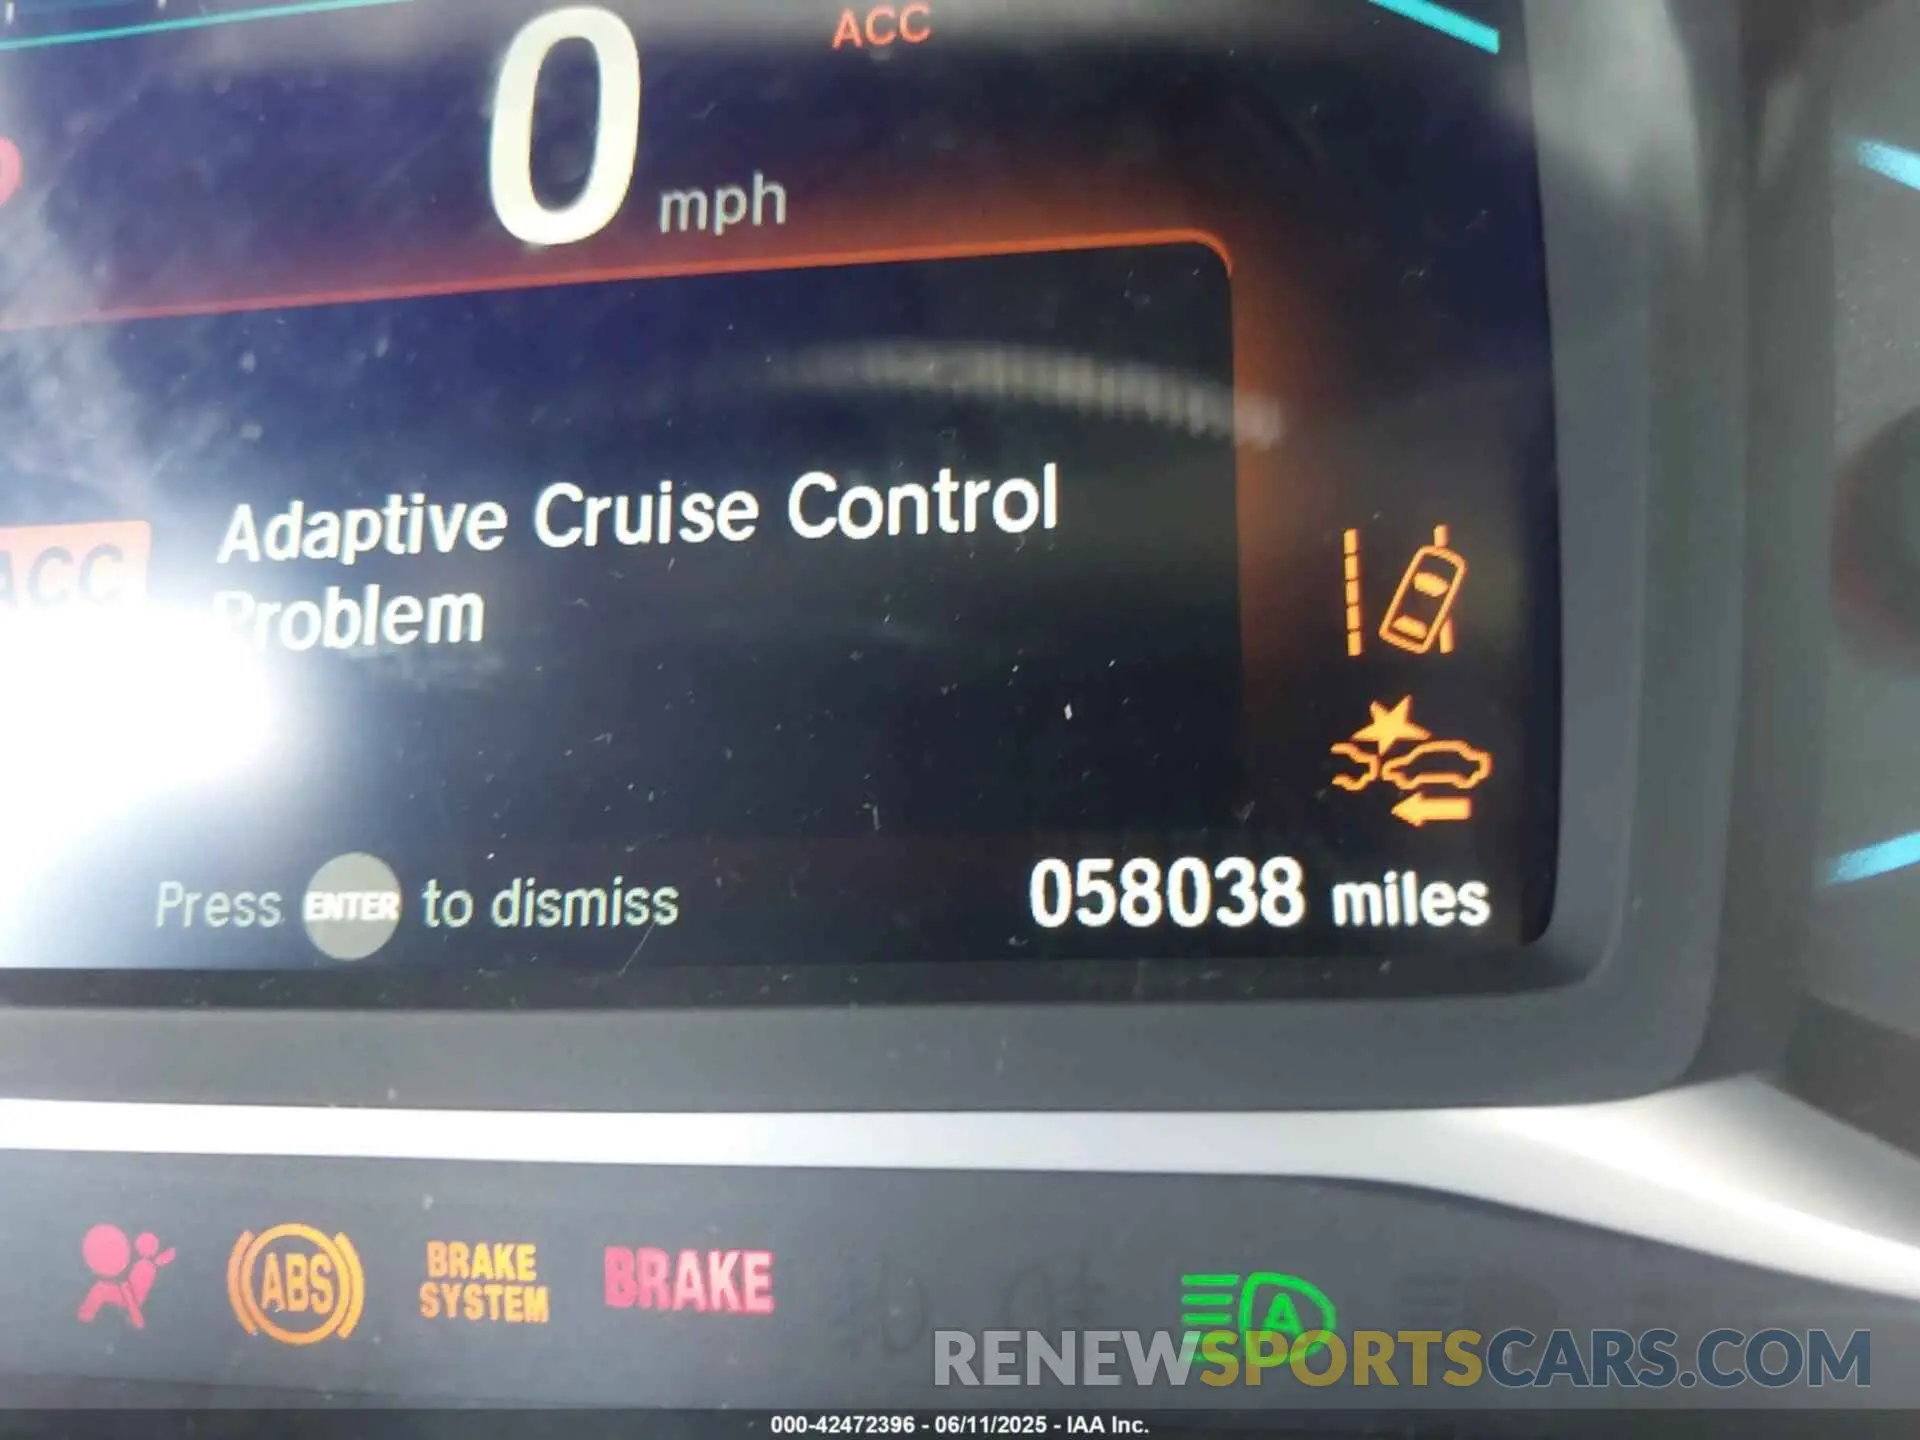 ACC
0 mph
Adaptive Cruise Control
ACC
Problem
Press ENTER to dismiss
058038 miles
ABS
BRAKE
SYSTEM
BRAKE
A
RENEWSPORTSCARS.COM
000-42472396 - 06/11/2025 - IAA Inc.